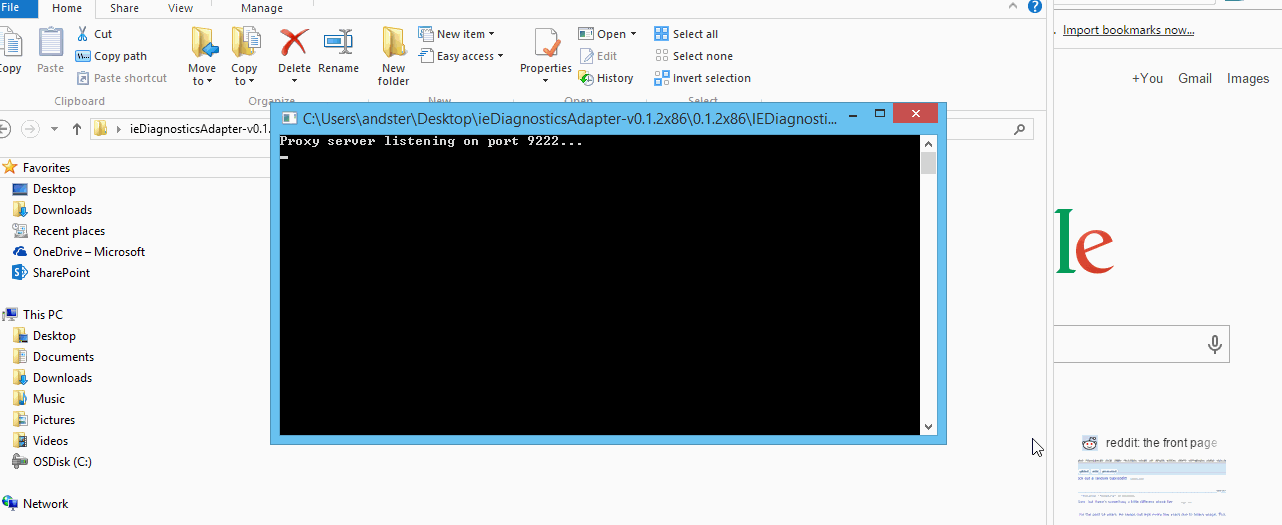 File Home Share View Manage
Copy
Paste
Cut
Copy path
Paste shortcut
Clipboard
Move to
Copy to
Delete
Rename
Organize
New folder
New item
Easy access
New
Properties
Open
Edit
History
Open
Select all
Select none
Invert selection
Select
ieDiagnosticsAdapter-v0.1.
C:\Users\andster\Desktop\ieDiagnosticsAdapter-v0.1.2x86\0.1.2x86\IEDiagnosti...
Proxy server listening on port 9222...
Favorites
Desktop
Downloads
Recent places
OneDrive – Microsoft
SharePoint
This PC
Desktop
Documents
Downloads
Music
Pictures
Videos
OSDisk (C:)
Network
Import bookmarks now...
+You Gmail Images
le
reddit: the front page